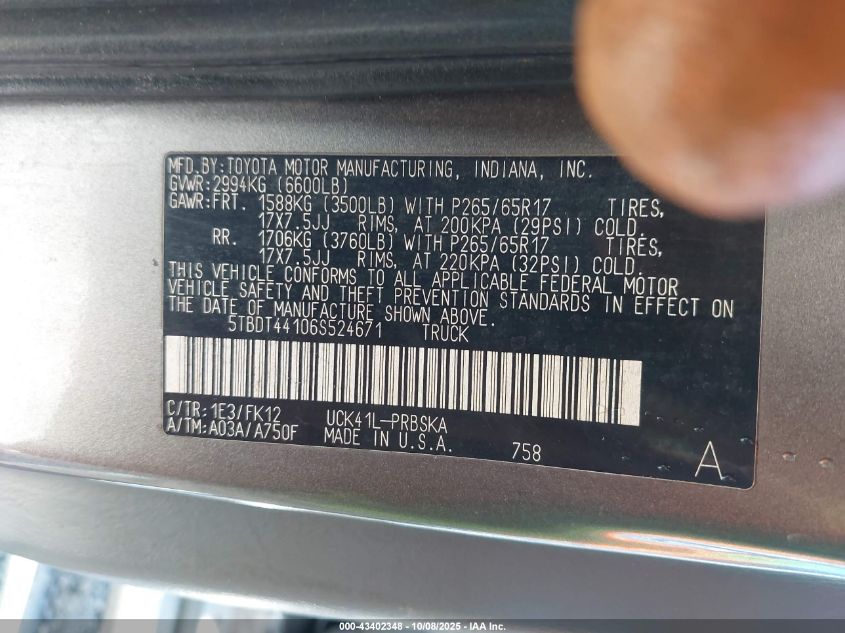 MFD.BY:TOYOTA MOTOR MANUFACTURING, INDIANA, INC.
GVWR:2994KG (6600LB)
GAWR:FRT. 1588KG (3500LB) WITH P265/65R17 TIRES,
17X7.5JJ RIMS, AT 200KPA (29PSI) COLD.
RR. 1706KG (3760LB) WITH P265/65R17 TIRES,
17X7.5JJ RIMS, AT 220KPA (32PSI) COLD.
THIS VEHICLE CONFORMS TO ALL APPLICABLE FEDERAL MOTOR
VEHICLE SAFETY AND THEFT PREVENTION STANDARDS IN EFFECT ON
THE DATE OF MANUFACTURE SHOWN ABOVE.
5TBDT44106S524671 TRUCK
C/TR:1E3/FK12 UCK41L-PRBSKA
A/TM:A03A/A750F MADE IN U.S.A. 758 A
000-43402348 - 10/08/2025 - IAA Inc.